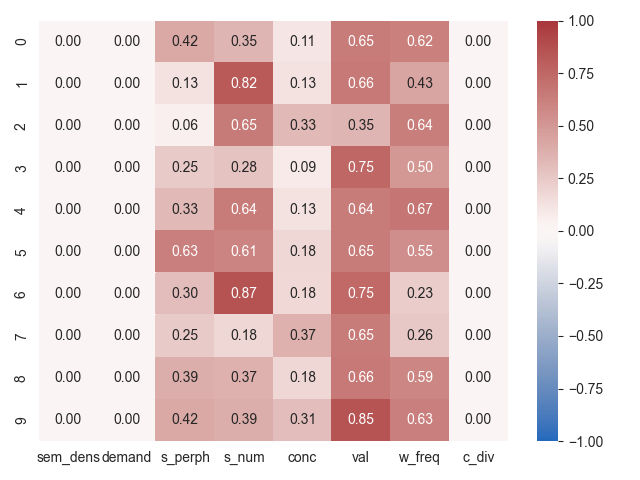 0 0.00 0.00 0.42 0.35 0.11 0.65 0.62 0.00
1 0.00 0.00 0.13 0.82 0.13 0.66 0.43 0.00
2 0.00 0.00 0.06 0.65 0.33 0.35 0.64 0.00
3 0.00 0.00 0.25 0.28 0.09 0.75 0.50 0.00
4 0.00 0.00 0.33 0.64 0.13 0.64 0.67 0.00
5 0.00 0.00 0.63 0.61 0.18 0.65 0.55 0.00
6 0.00 0.00 0.30 0.87 0.18 0.75 0.23 0.00
7 0.00 0.00 0.25 0.18 0.37 0.65 0.26 0.00
8 0.00 0.00 0.39 0.37 0.18 0.66 0.59 0.00
9 0.00 0.00 0.42 0.39 0.31 0.85 0.63 0.00
sem_dens demand s_perph s_num conc val w_freq c_div
1.00
0.75
0.50
0.25
0.00
−0.25
−0.50
−0.75
−1.00